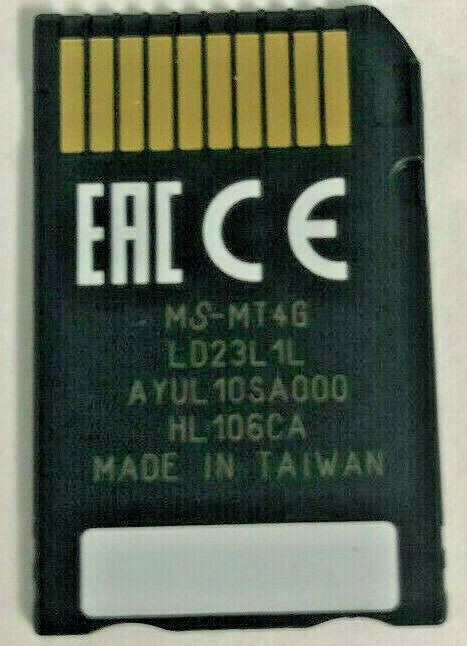 EAC CE
MS-MT4G
LD23L1L
AYUL10SA000
HL106CA
MADE IN TAIWAN